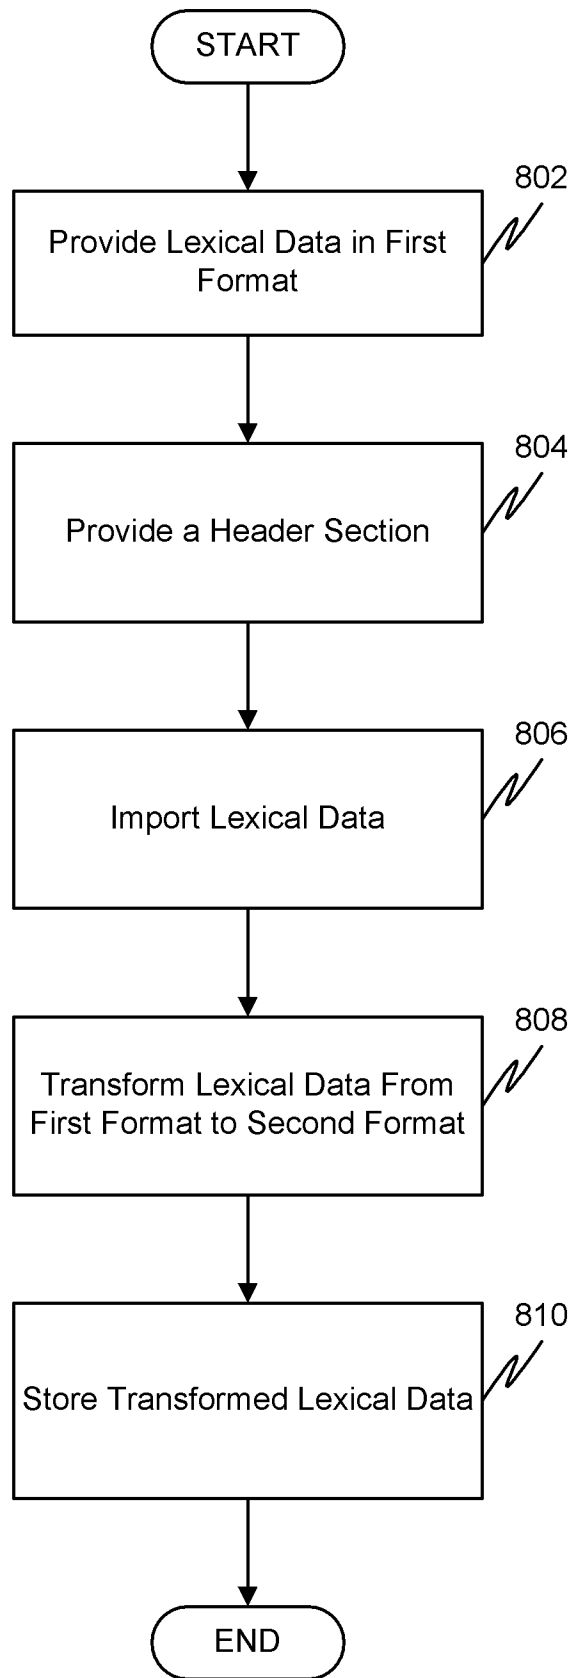 START
802
Provide Lexical Data in First
Format
804
Provide a Header Section
806
Import Lexical Data
808
Transform Lexical Data From
First Format to Second Format
810
Store Transformed Lexical Data
END